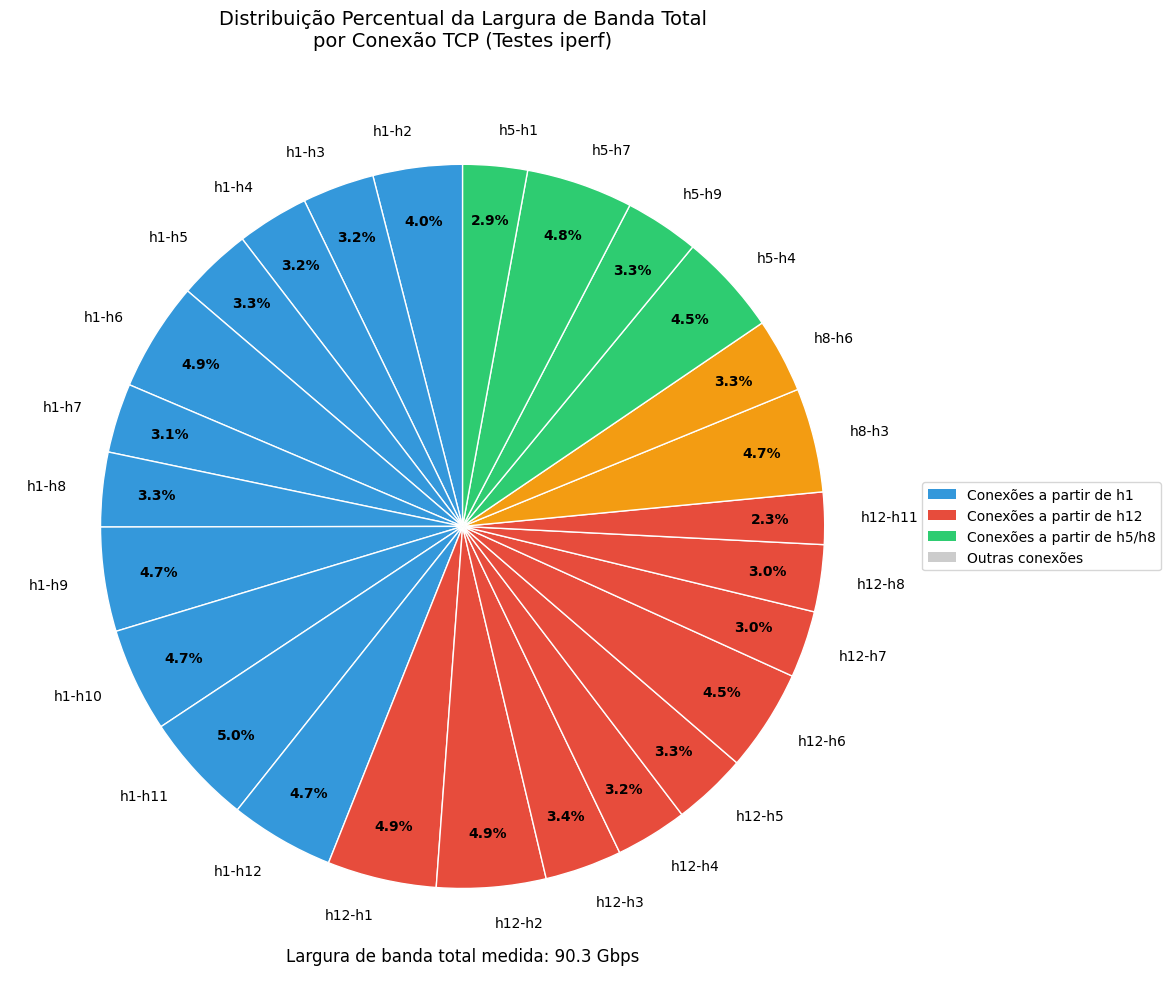 Distribuição Percentual da Largura de Banda Total
por Conexão TCP (Testes iperf)
h1-h2
4.0%
h1-h3
3.2%
h1-h4
3.2%
h1-h5
3.3%
h1-h6
4.9%
h1-h7
3.1%
h1-h8
3.3%
h1-h9
4.7%
h1-h10
4.7%
h1-h11
5.0%
h1-h12
4.7%
h12-h1
4.9%
h12-h2
4.9%
h12-h3
3.4%
h12-h4
3.2%
h12-h5
3.3%
h12-h6
4.5%
h12-h7
3.0%
h12-h8
3.0%
h12-h11
2.3%
h8-h3
4.7%
h8-h6
3.3%
h5-h4
4.5%
h5-h9
3.3%
h5-h7
4.8%
h5-h1
2.9%
Conexões a partir de h1
Conexões a partir de h12
Conexões a partir de h5/h8
Outras conexões
Largura de banda total medida: 90.3 Gbps